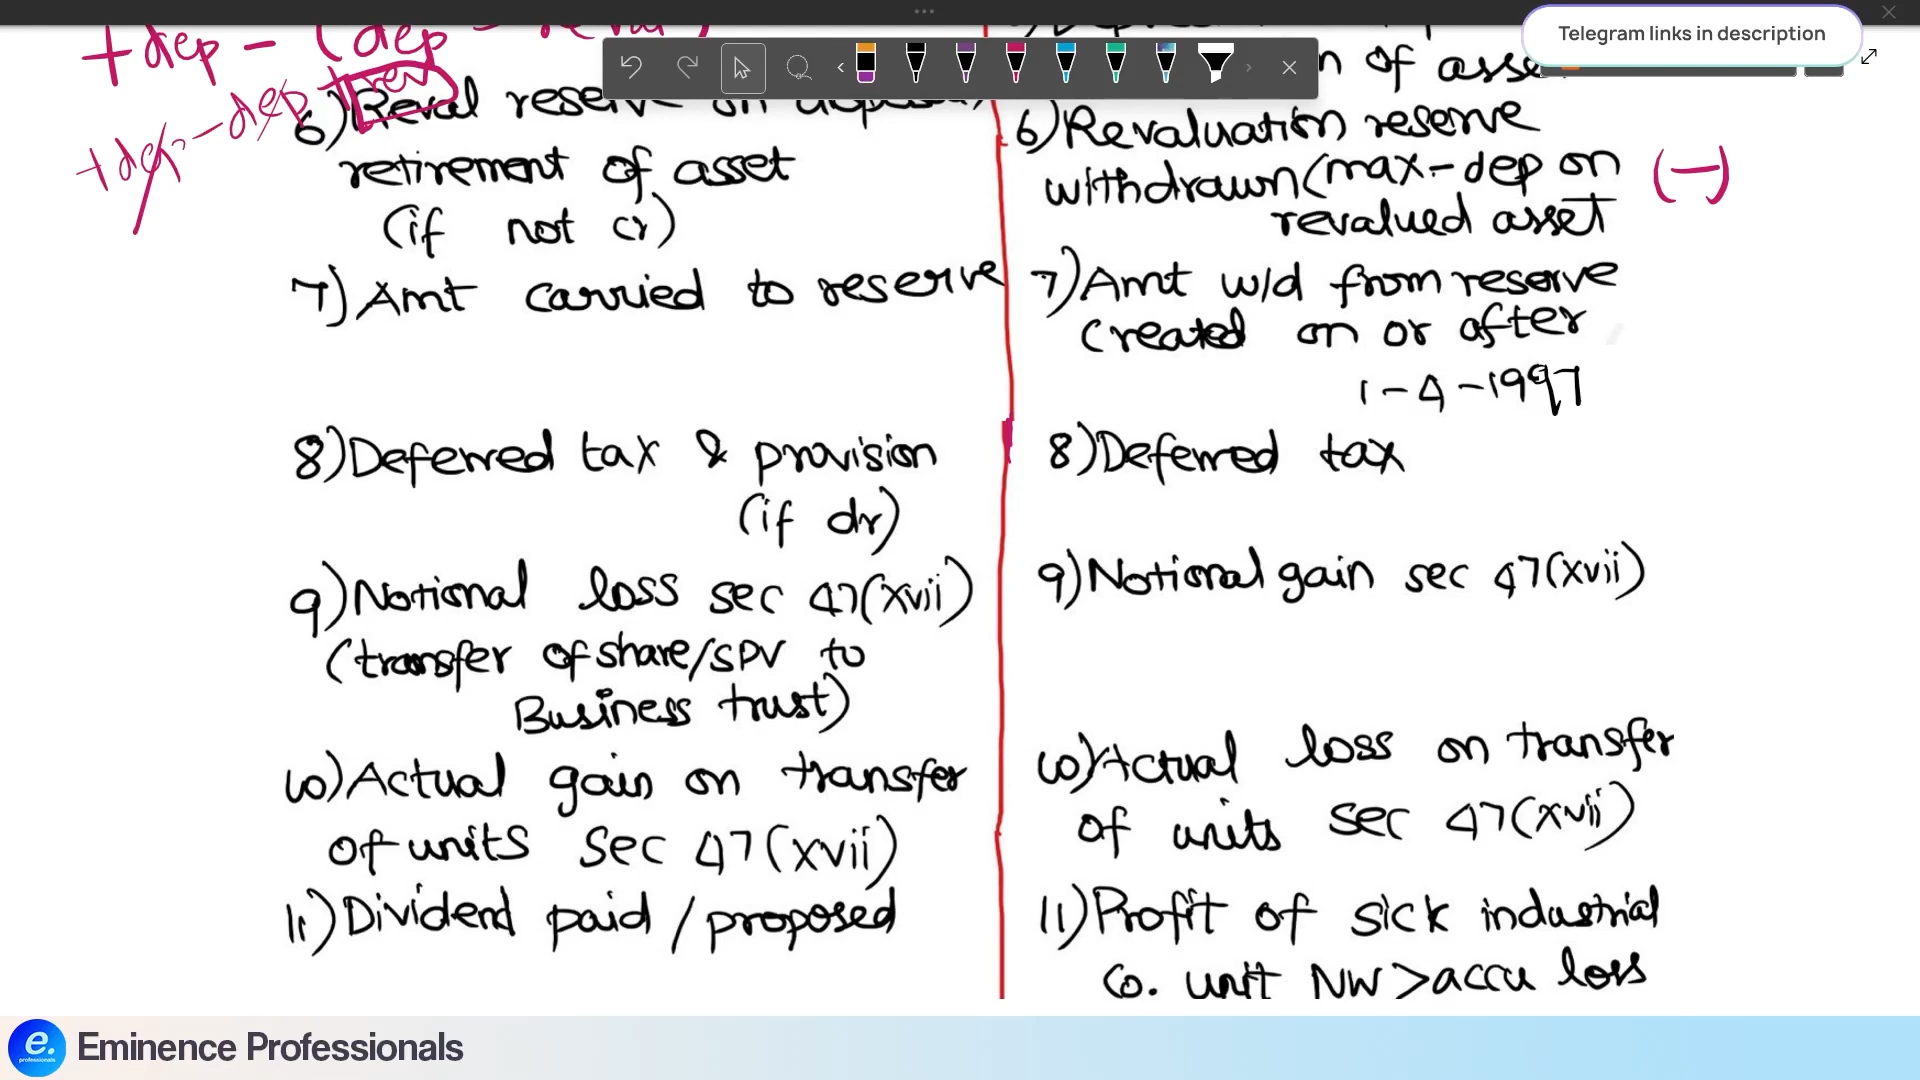 Telegram links in description
+dep - (dep - reval)
+dep - dep + rev
6) Reval reserve on disposal/
retirement of asset
(if not cr)
7) Amt carried to reserve
8) Deferred tax & provision
(if dr)
9) Notional loss sec 47(xvii)
(transfer of share/SPV to
Business trust)
10) Actual gain on transfer
of units sec 47(xvii)
11) Dividend paid / proposed
n of asset
6) Revaluation reserve
withdrawn (max - dep on
revalued asset
(-)
7) Amt w/d from reserve
created on or after
1-4-1997
8) Deferred tax
9) Notional gain sec 47(xvii)
10) Actual loss on transfer
of units sec 47(xvii)
11) Profit of sick industrial
co. unit NW > accu loss
e.
professionals
Eminence Professionals